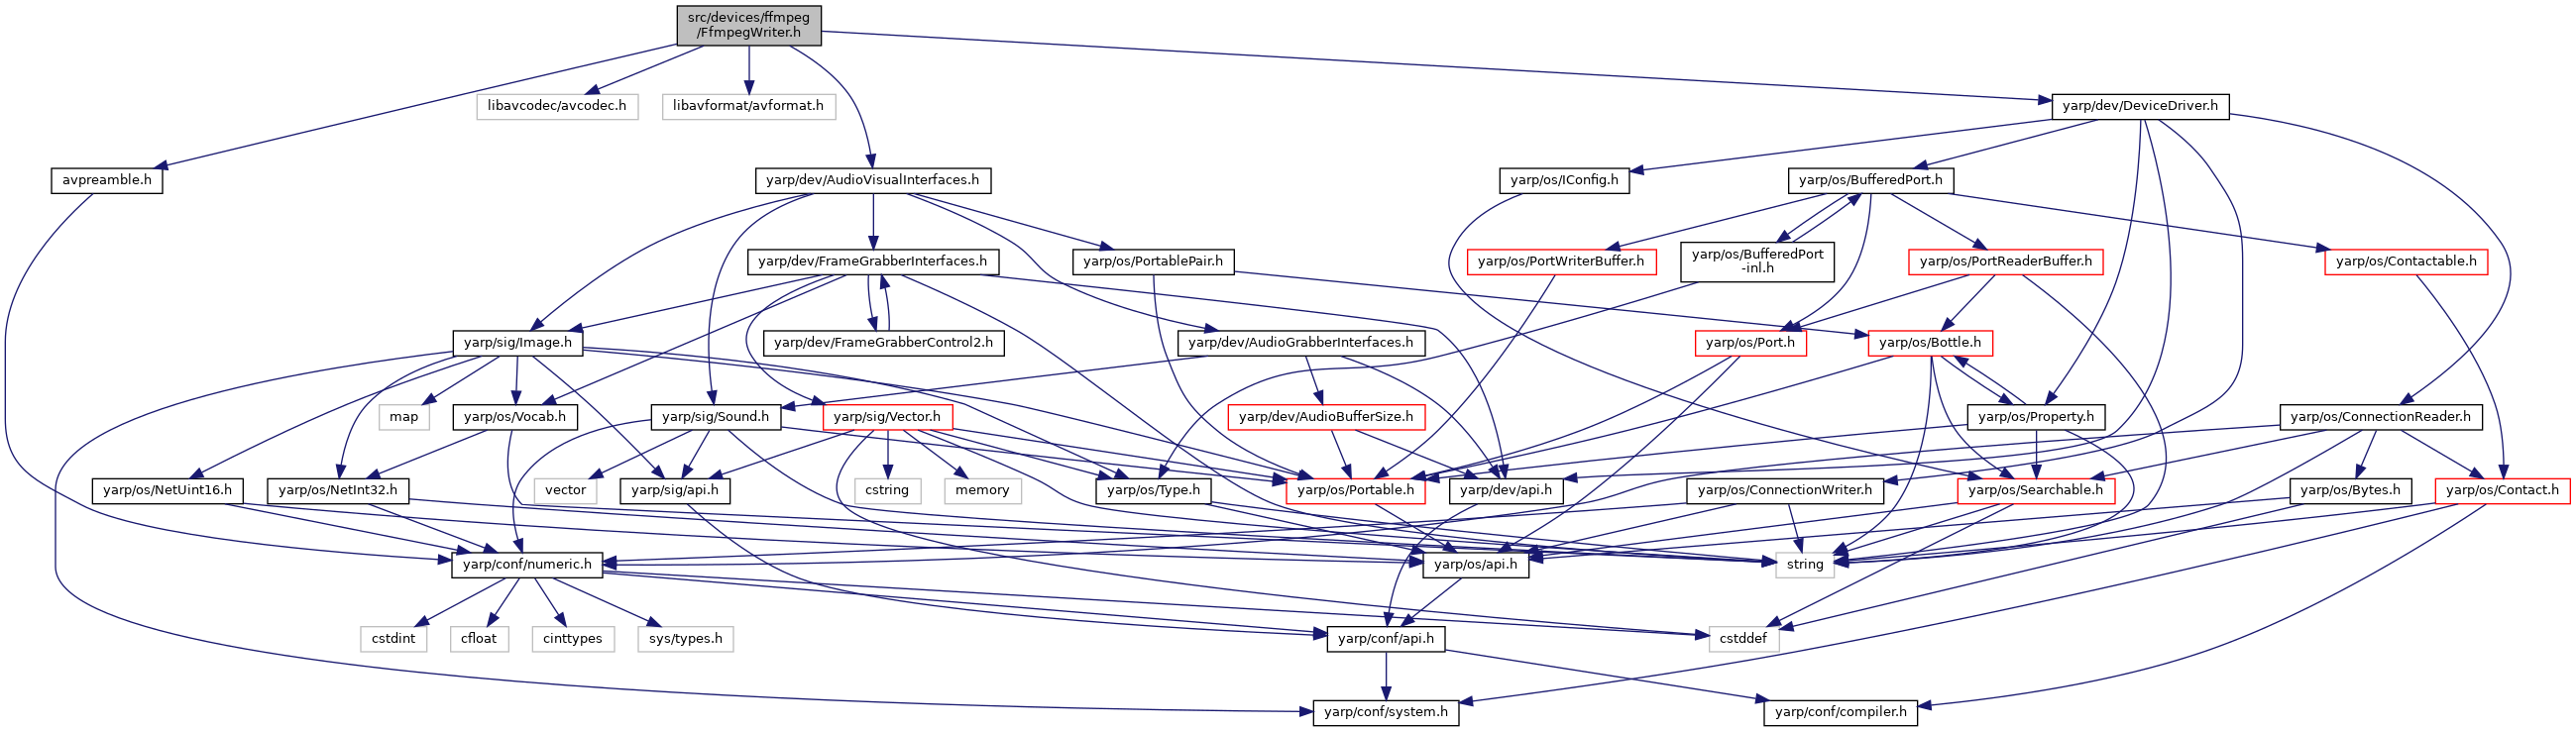 src/devices/ffmpeg
/FfmpegWriter.h
libavcodec/avcodec.h
libavformat/avformat.h
yarp/dev/DeviceDriver.h
avpreamble.h
yarp/dev/AudioVisualInterfaces.h
yarp/os/IConfig.h
yarp/os/BufferedPort.h
yarp/dev/FrameGrabberInterfaces.h
yarp/os/PortablePair.h
yarp/os/PortWriterBuffer.h
yarp/os/BufferedPort
-inl.h
yarp/os/PortReaderBuffer.h
yarp/os/Contactable.h
yarp/sig/Image.h
yarp/dev/FrameGrabberControl2.h
yarp/dev/AudioGrabberInterfaces.h
yarp/os/Port.h
yarp/os/Bottle.h
map
yarp/os/Vocab.h
yarp/sig/Sound.h
yarp/sig/Vector.h
yarp/dev/AudioBufferSize.h
yarp/os/Property.h
yarp/os/ConnectionReader.h
yarp/os/NetUint16.h
yarp/os/NetInt32.h
vector
yarp/sig/api.h
cstring
memory
yarp/os/Type.h
yarp/os/Portable.h
yarp/dev/api.h
yarp/os/ConnectionWriter.h
yarp/os/Searchable.h
yarp/os/Bytes.h
yarp/os/Contact.h
yarp/conf/numeric.h
yarp/os/api.h
string
cstdint
cfloat
cinttypes
sys/types.h
yarp/conf/api.h
cstddef
yarp/conf/system.h
yarp/conf/compiler.h